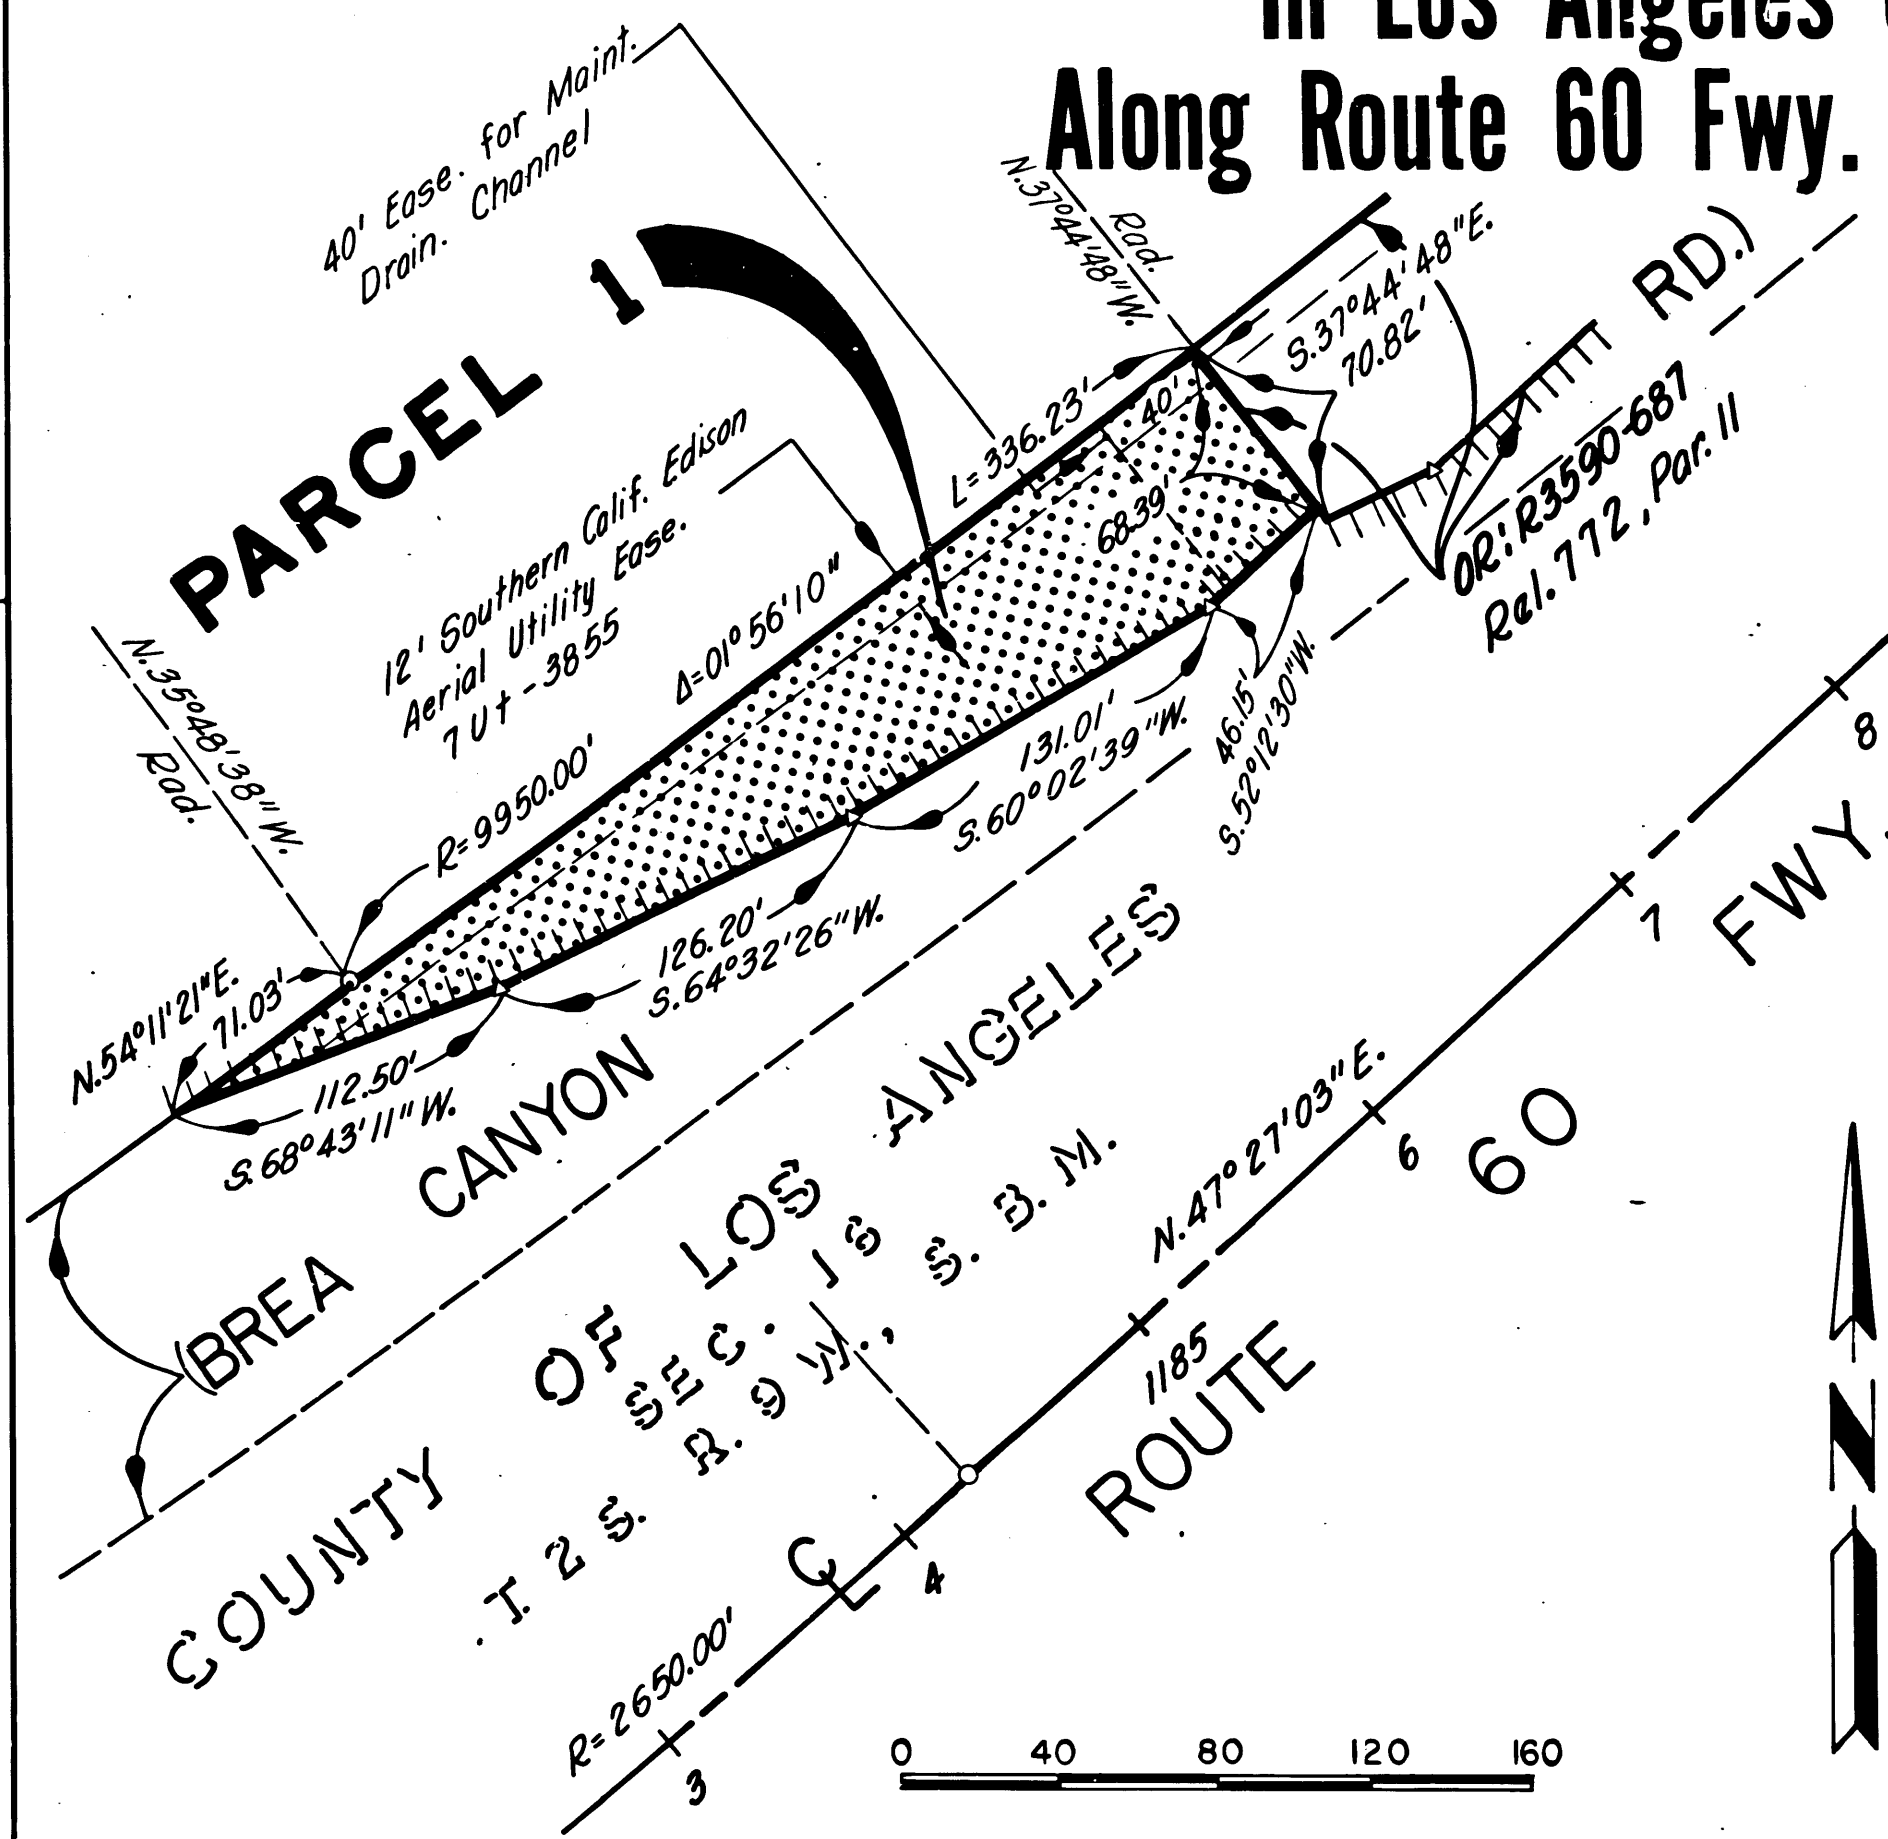 in Los Angeles
Along Route 60 Fwy.
40' Ease. for Maint.
Drain. Channel
PARCEL 1
N.37°44'48"W.
Rad.
S.37°44'48"E.
70.82'
RD.)
OR: R3590-687
Rel. 772, Par. 11
L=336.23'
40'
68.39'
12' Southern Calif. Edison
Aerial Utility Ease.
7 Ut-3855
Δ=01°56'10"
N.35°48'38"W.
Rad.
R=9950.00'
46.15'
S.52°12'30"W.
131.01'
S.60°02'39"W.
126.20'
S.64°32'26"W.
N.54°11'21"E.
71.03'
112.50'
S.68°43'11"W.
(BREA CANYON
COUNTY OF LOS ANGELES
T. 2 S. R. 9 W., S. B. M.
N.47°27'03"E.
1185
ROUTE 60 FWY.
8
7
6
4
3
CL
R=2650.00'
N
0 40 80 120 160